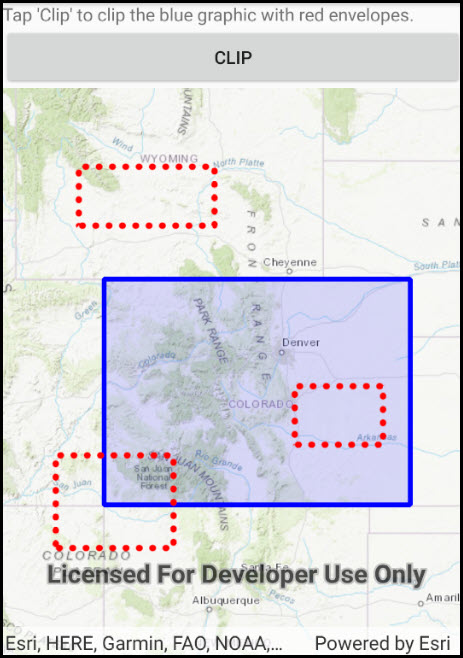 Tap 'Clip' to clip the blue graphic with red envelopes.
CLIP
UNTAINS
Wind
WYOMING
North Platte
FRON
SAN
Cheyenne
South Platt
Green
PARK RANGE
RANGE
Denver
Colorado
COLORADO
Arkansas
Rio Grande
San Juan
National
Forest
JUAN MOUNTAINS
San Juan
COLORADO
Santa Fe
Licensed For Developer Use Only
Pecos
Albuquerque
Amaril
Esri, HERE, Garmin, FAO, NOAA,... Powered by Esri